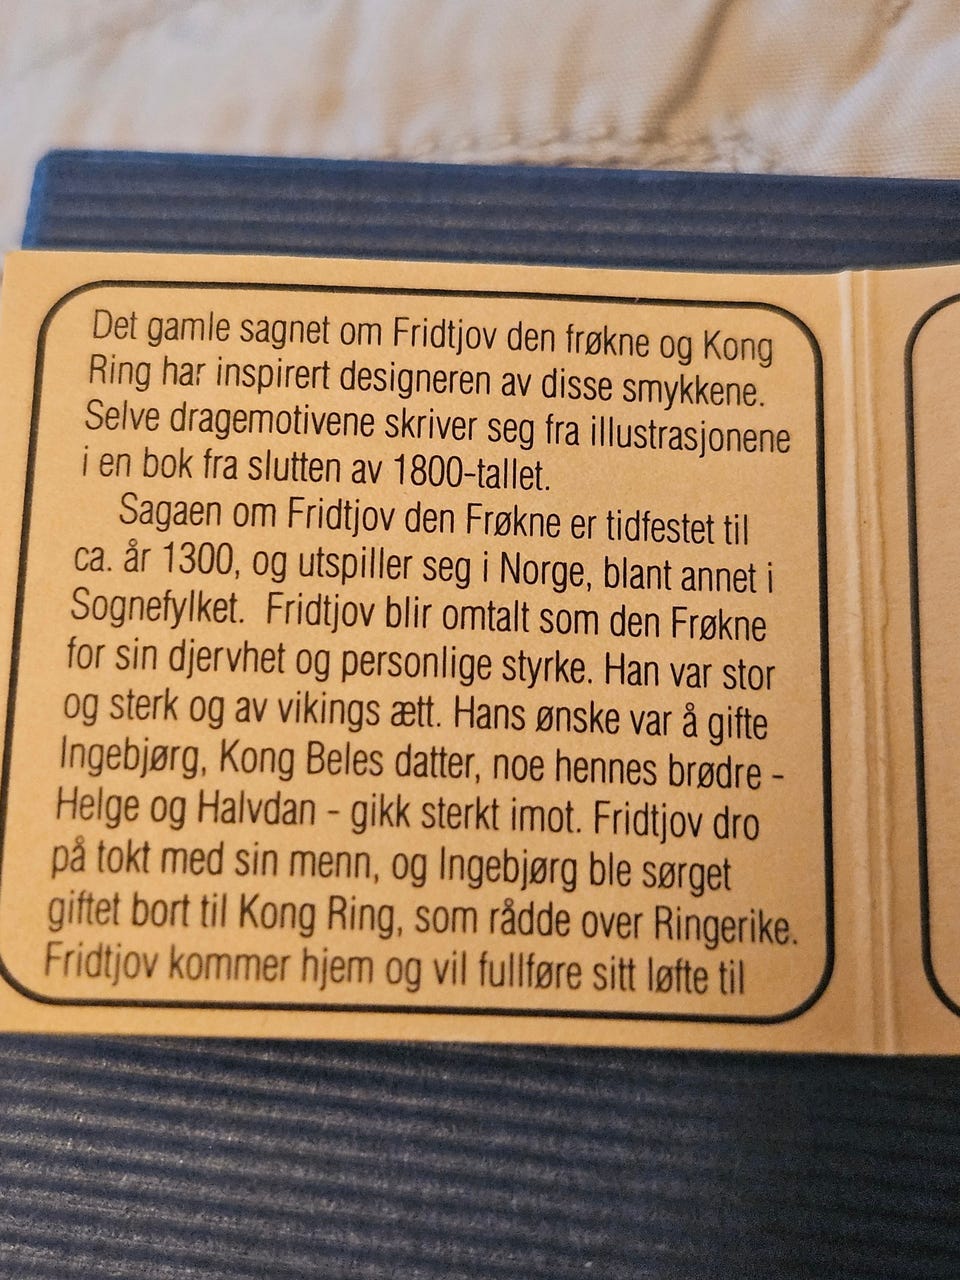 Det gamle sagnet om Fridtjov den frøkne og Kong
Ring har inspirert designeren av disse smykkene.
Selve dragemotivene skriver seg fra illustrasjonene
i en bok fra slutten av 1800-tallet.
Sagaen om Fridtjov den Frøkne er tidfestet til
ca. år 1300, og utspiller seg i Norge, blant annet i
Sognefylket. Fridtjov blir omtalt som den Frøkne
for sin djervhet og personlige styrke. Han var stor
og sterk og av vikings ætt. Hans ønske var å gifte
Ingebjørg, Kong Beles datter, noe hennes brødre -
Helge og Halvdan - gikk sterkt imot. Fridtjov dro
på tokt med sin menn, og Ingebjørg ble sørget
giftet bort til Kong Ring, som rådde over Ringerike.
Fridtjov kommer hjem og vil fullføre sitt løfte til